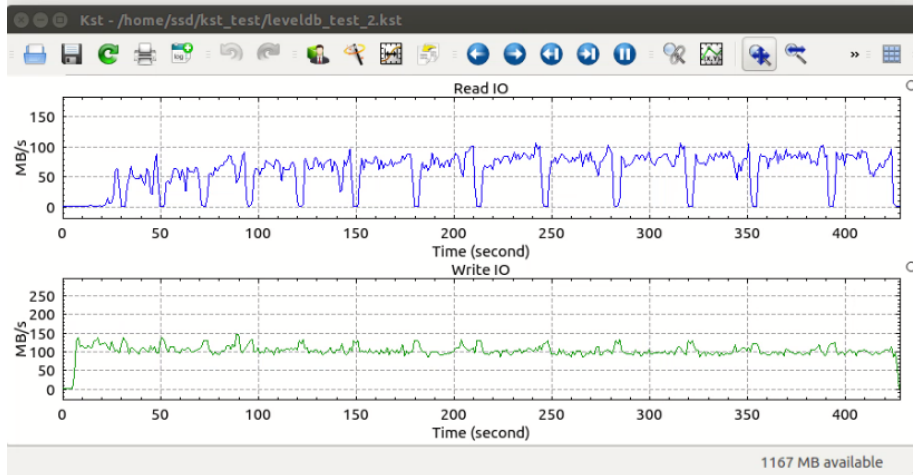 Kst - /home/ssd/kst_test/leveldb_test_2.kst
log
x,y
»
Read IO
MB/s
150
100
50
0
0 50 100 150 200 250 300 350 400
Time (second)
Write IO
MB/s
250
200
150
100
50
0
0 50 100 150 200 250 300 350 400
Time (second)
1167 MB available